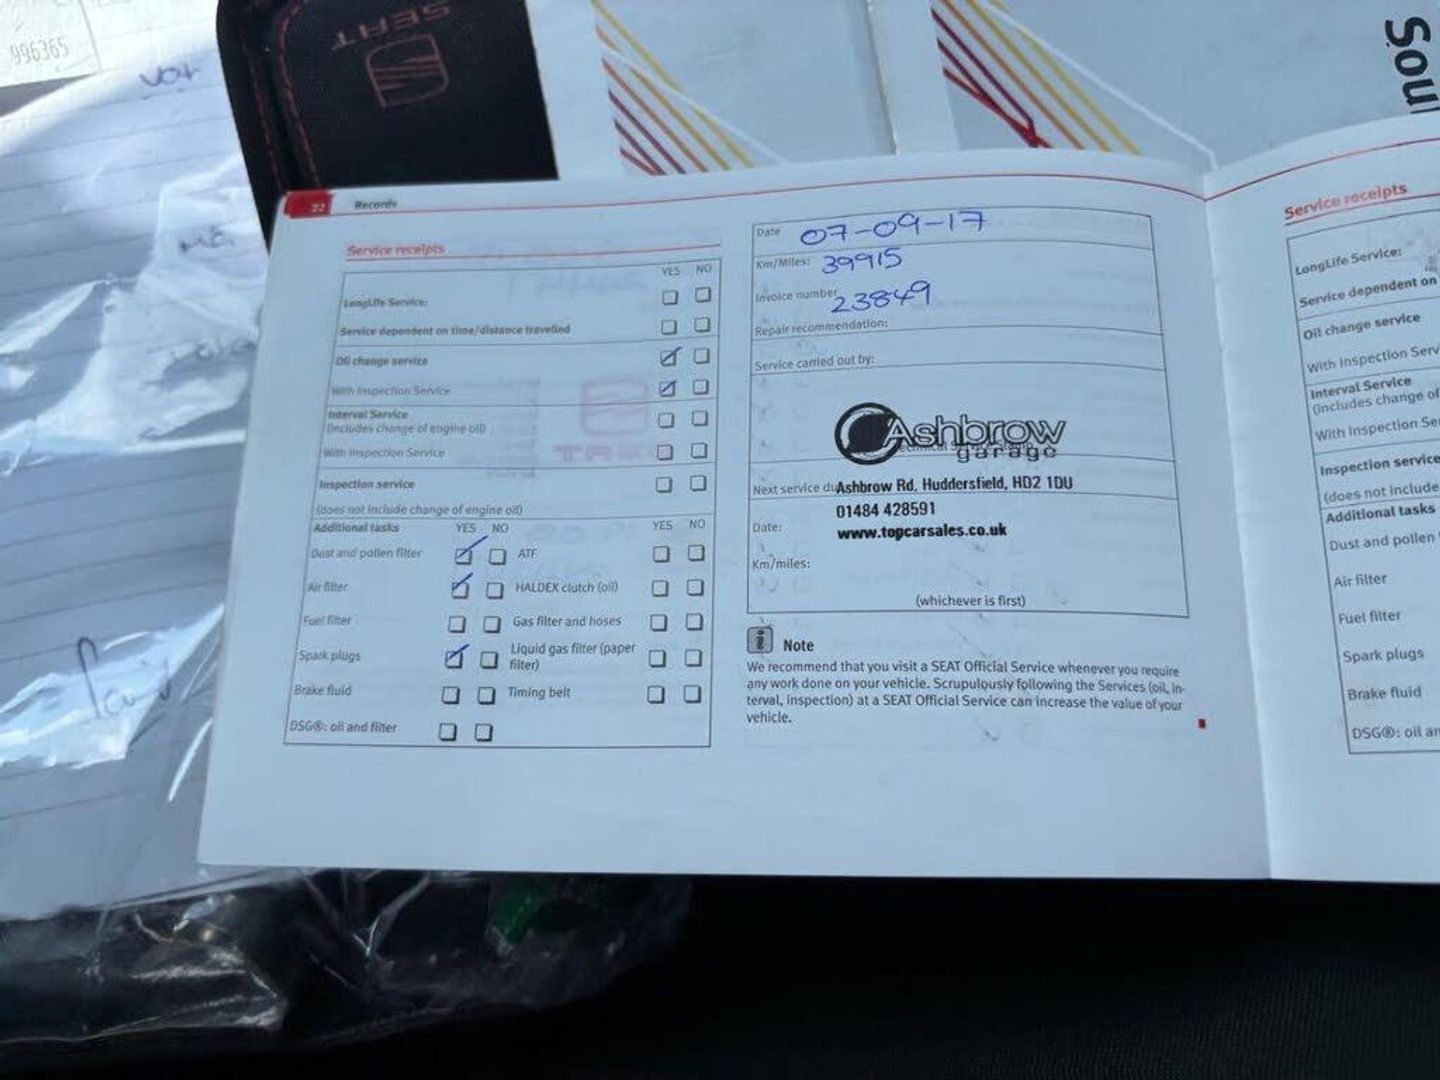 996365
SEAT
Sou
22 Records
Service receipts
YES NO
LongLife Service:
Service dependent on time/distance travelled
Oil change service
With Inspection Service
Interval Service
(includes change of engine oil)
With Inspection Service
Inspection service
(does not include change of engine oil)
Additional tasks YES NO YES NO
Dust and pollen filter ATF
Air filter HALDEX clutch (oil)
Fuel filter Gas filter and hoses
Spark plugs Liquid gas filter (paper
filter)
Brake fluid Timing belt
DSG®: oil and filter
Date 07-09-17
Km/Miles: 39915
Invoice number 23849
Repair recommendation:
Service carried out by:
Ashbrow
garage
Next service du
Ashbrow Rd, Huddersfield, HD2 1DU
01484 428591
Date:
www.topcarsales.co.uk
Km/miles:
(whichever is first)
i Note
We recommend that you visit a SEAT Official Service whenever you require
any work done on your vehicle. Scrupulously following the Services (oil, in-
terval, inspection) at a SEAT Official Service can increase the value of your
vehicle.
Service receipts
LongLife Service:
Service dependent on
Oil change service
With Inspection Serv
Interval Service
(includes change of
With Inspection Se
Inspection service
(does not include
Additional tasks
Dust and pollen
Air filter
Fuel filter
Spark plugs
Brake fluid
DSG®: oil an